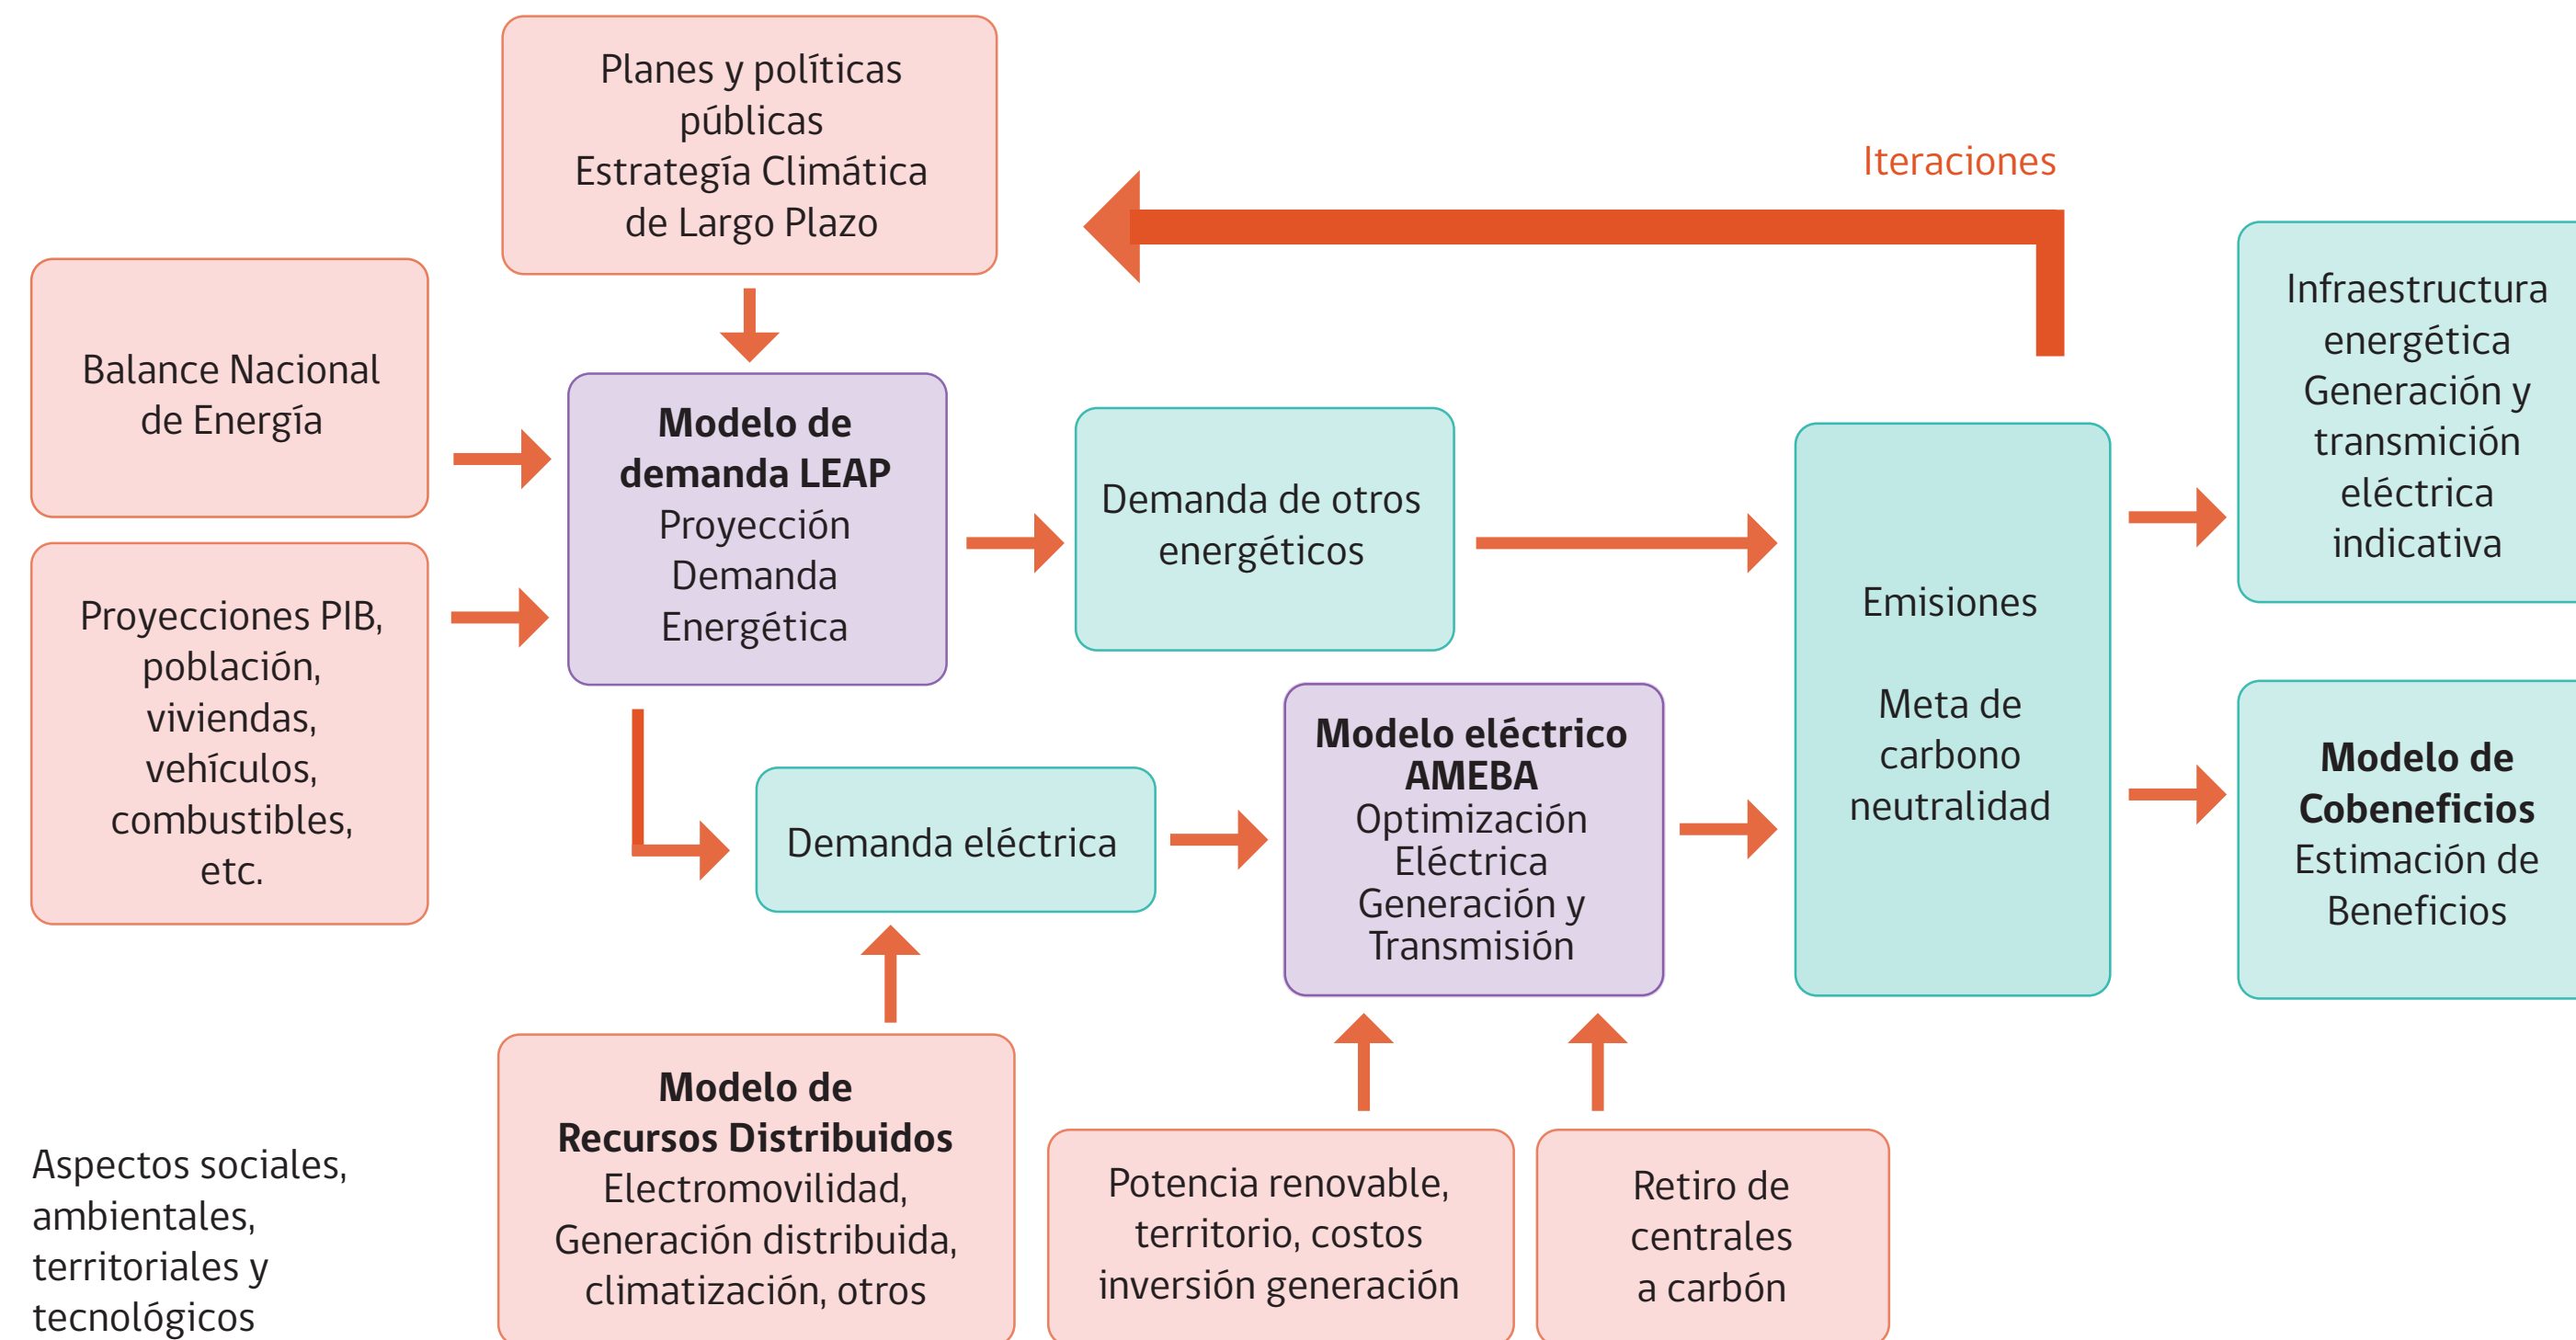 Planes y políticas
públicas
Estrategía Climática
de Largo Plazo
Iteraciones
Balance Nacional
de Energía
Proyecciones PIB,
población,
viviendas,
vehículos,
combustibles,
etc.
Modelo de
demanda LEAP
Proyección
Demanda
Energética
Demanda de otros
energéticos
Demanda eléctrica
Modelo eléctrico
AMEBA
Optimización
Eléctrica
Generación y
Transmisión
Emisiones
Meta de
carbono
neutralidad
Infraestructura
energética
Generación y
transmición
eléctrica
indicativa
Modelo de
Cobeneficios
Estimación de
Beneficios
Aspectos sociales,
ambientales,
territoriales y
tecnológicos
Modelo de
Recursos Distribuidos
Electromovilidad,
Generación distribuida,
climatización, otros
Potencia renovable,
territorio, costos
inversión generación
Retiro de
centrales
a carbón